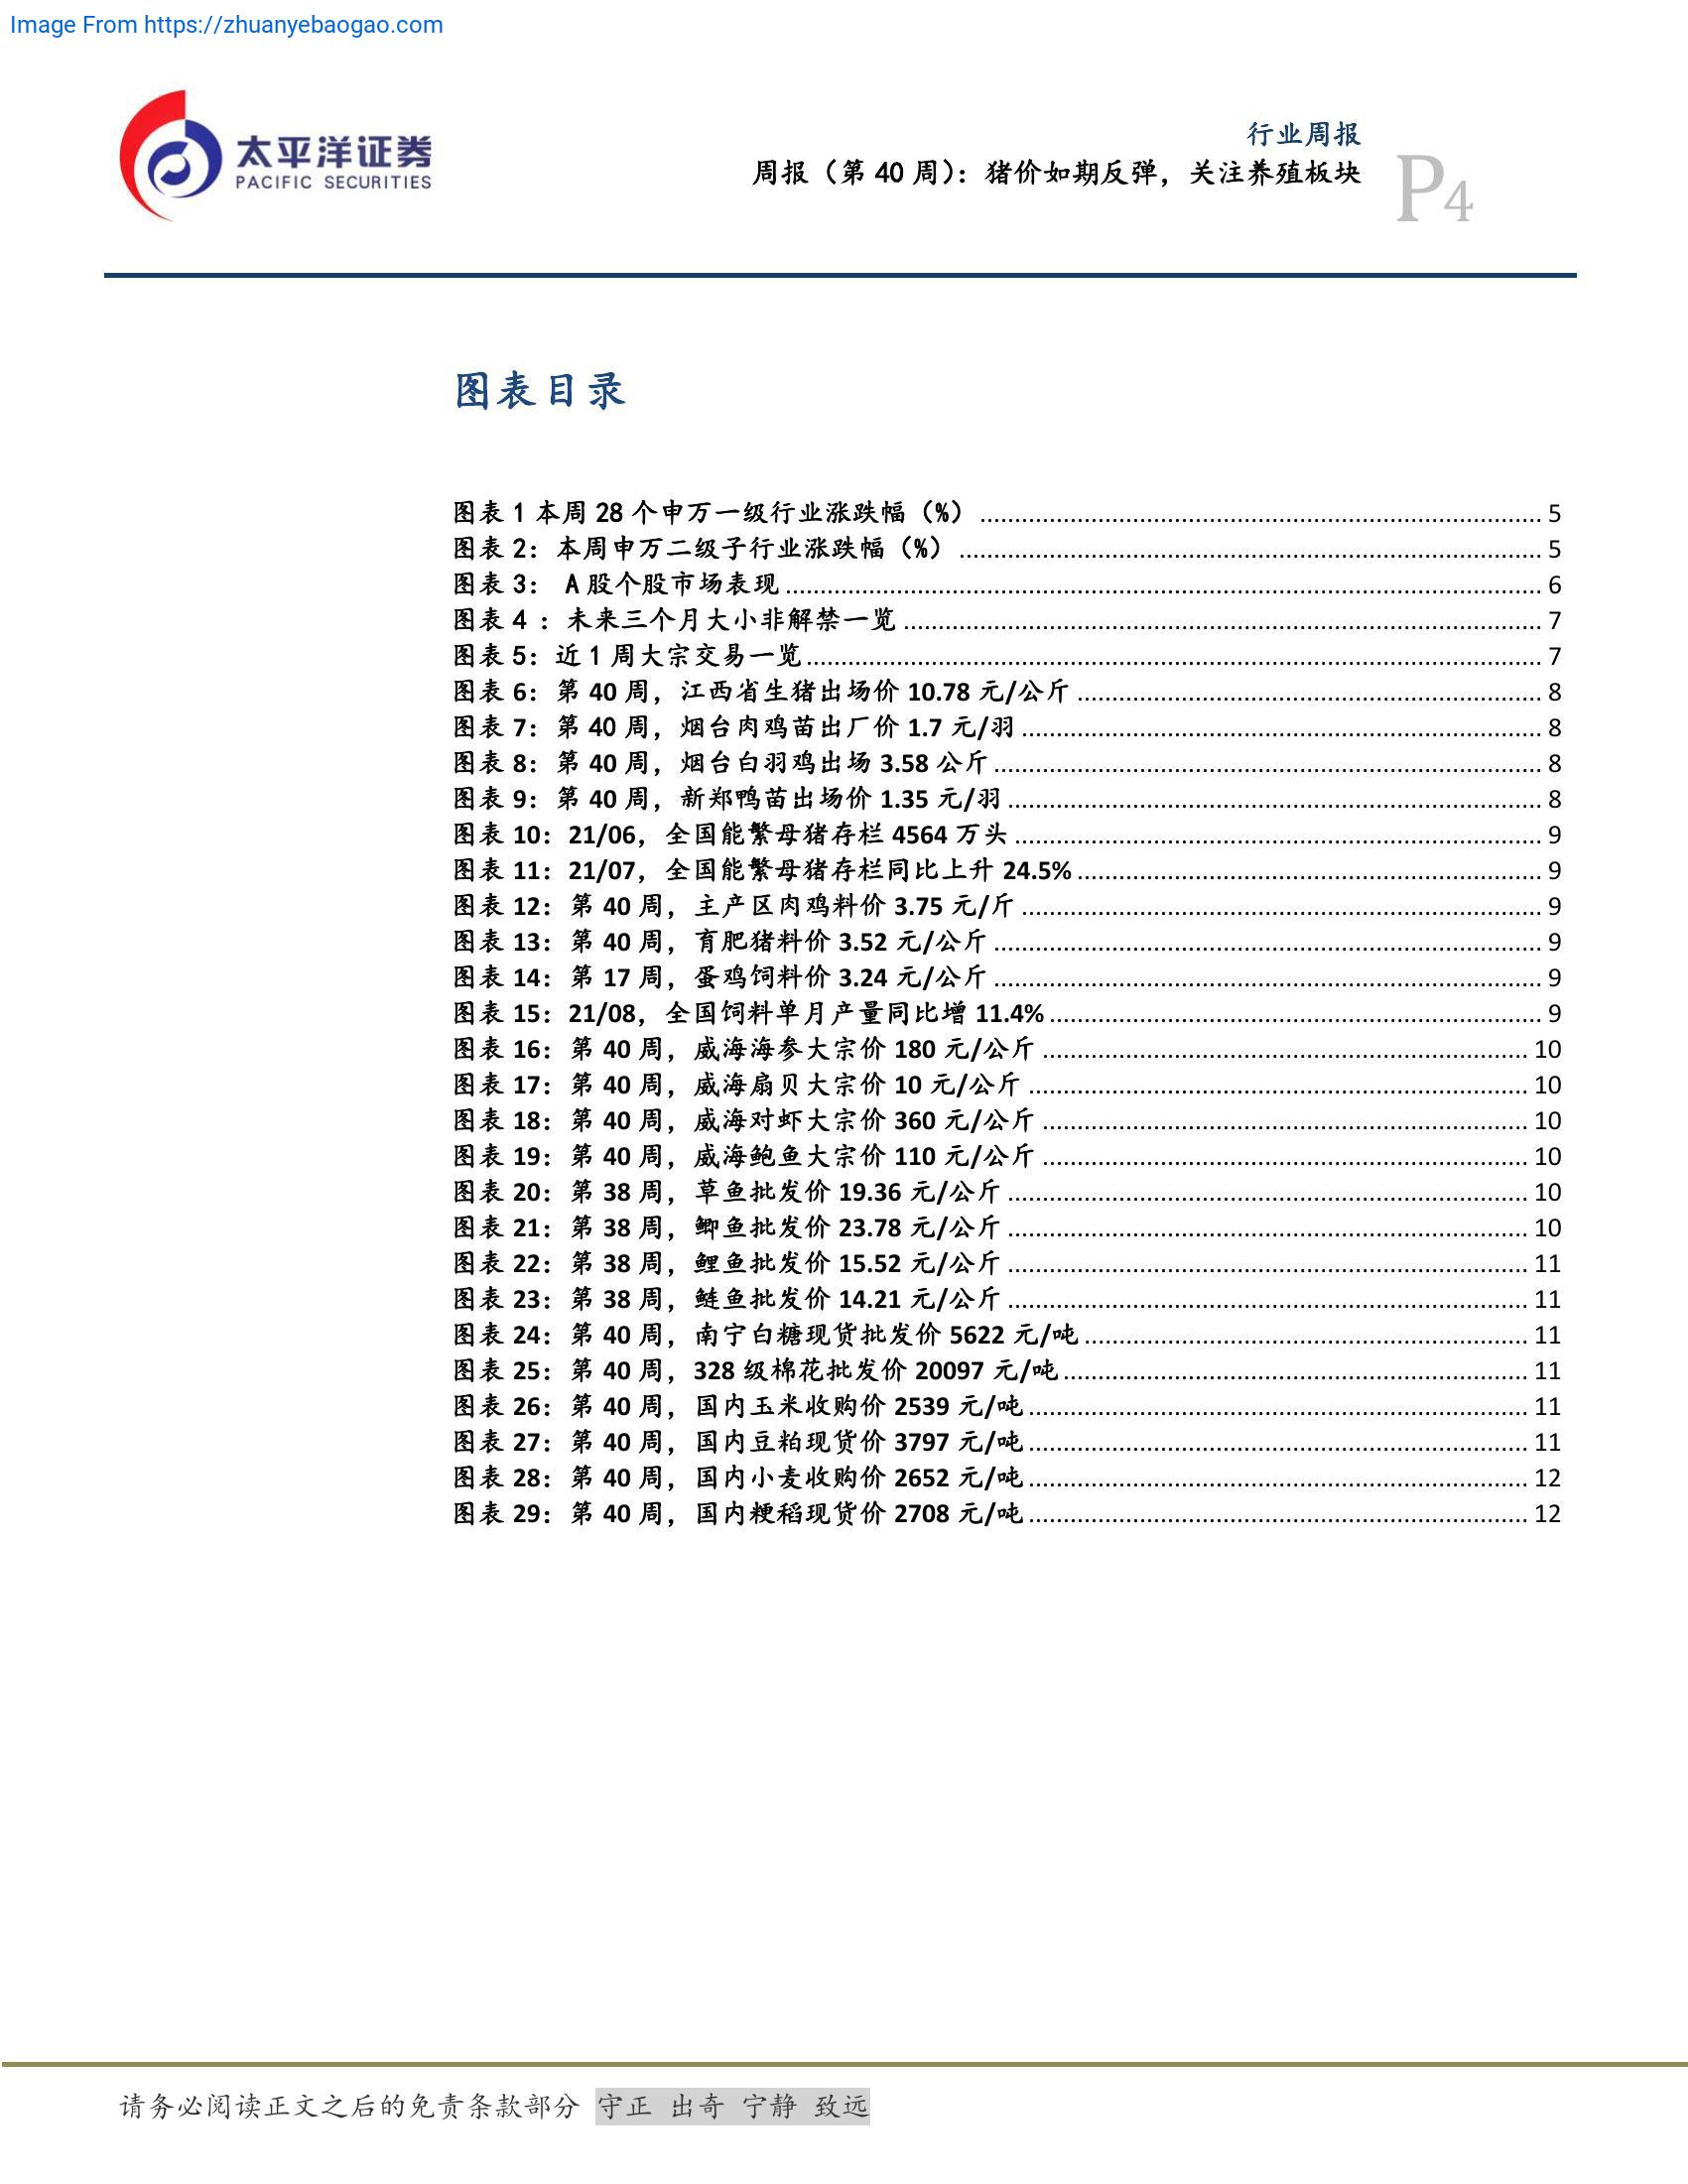 Image From https://zhuanyebaogao.com
太平洋证券
PACIFIC SECURITIES
行业周报
周报（第 40 周）：猪价如期反弹，关注养殖板块
P4
图表目录
图表 1 本周 28 个申万一级行业涨跌幅（%） ........ 5
图表 2：本周申万二级子行业涨跌幅（%） ........ 5
图表 3： A 股个股市场表现 ........ 6
图表 4 ：未来三个月大小非解禁一览 ........ 7
图表 5：近 1 周大宗交易一览 ........ 7
图表 6：第 40 周，江西省生猪出场价 10.78 元/公斤 ........ 8
图表 7：第 40 周，烟台肉鸡苗出厂价 1.7 元/羽 ........ 8
图表 8：第 40 周，烟台白羽鸡出场 3.58 公斤 ........ 8
图表 9：第 40 周，新郑鸭苗出场价 1.35 元/羽 ........ 8
图表 10：21/06，全国能繁母猪存栏 4564 万头 ........ 9
图表 11：21/07，全国能繁母猪存栏同比上升 24.5% ........ 9
图表 12：第 40 周，主产区肉鸡料价 3.75 元/斤 ........ 9
图表 13：第 40 周，育肥猪料价 3.52 元/公斤 ........ 9
图表 14：第 17 周，蛋鸡饲料价 3.24 元/公斤 ........ 9
图表 15：21/08，全国饲料单月产量同比增 11.4% ........ 9
图表 16：第 40 周，威海海参大宗价 180 元/公斤 ........ 10
图表 17：第 40 周，威海扇贝大宗价 10 元/公斤 ........ 10
图表 18：第 40 周，威海对虾大宗价 360 元/公斤 ........ 10
图表 19：第 40 周，威海鲍鱼大宗价 110 元/公斤 ........ 10
图表 20：第 38 周，草鱼批发价 19.36 元/公斤 ........ 10
图表 21：第 38 周，鲫鱼批发价 23.78 元/公斤 ........ 10
图表 22：第 38 周，鲤鱼批发价 15.52 元/公斤 ........ 11
图表 23：第 38 周，鲢鱼批发价 14.21 元/公斤 ........ 11
图表 24：第 40 周，南宁白糖现货批发价 5622 元/吨 ........ 11
图表 25：第 40 周，328 级棉花批发价 20097 元/吨 ........ 11
图表 26：第 40 周，国内玉米收购价 2539 元/吨 ........ 11
图表 27：第 40 周，国内豆粕现货价 3797 元/吨 ........ 11
图表 28：第 40 周，国内小麦收购价 2652 元/吨 ........ 12
图表 29：第 40 周，国内粳稻现货价 2708 元/吨 ........ 12
请务必阅读正文之后的免责条款部分 守正 出奇 宁静 致远